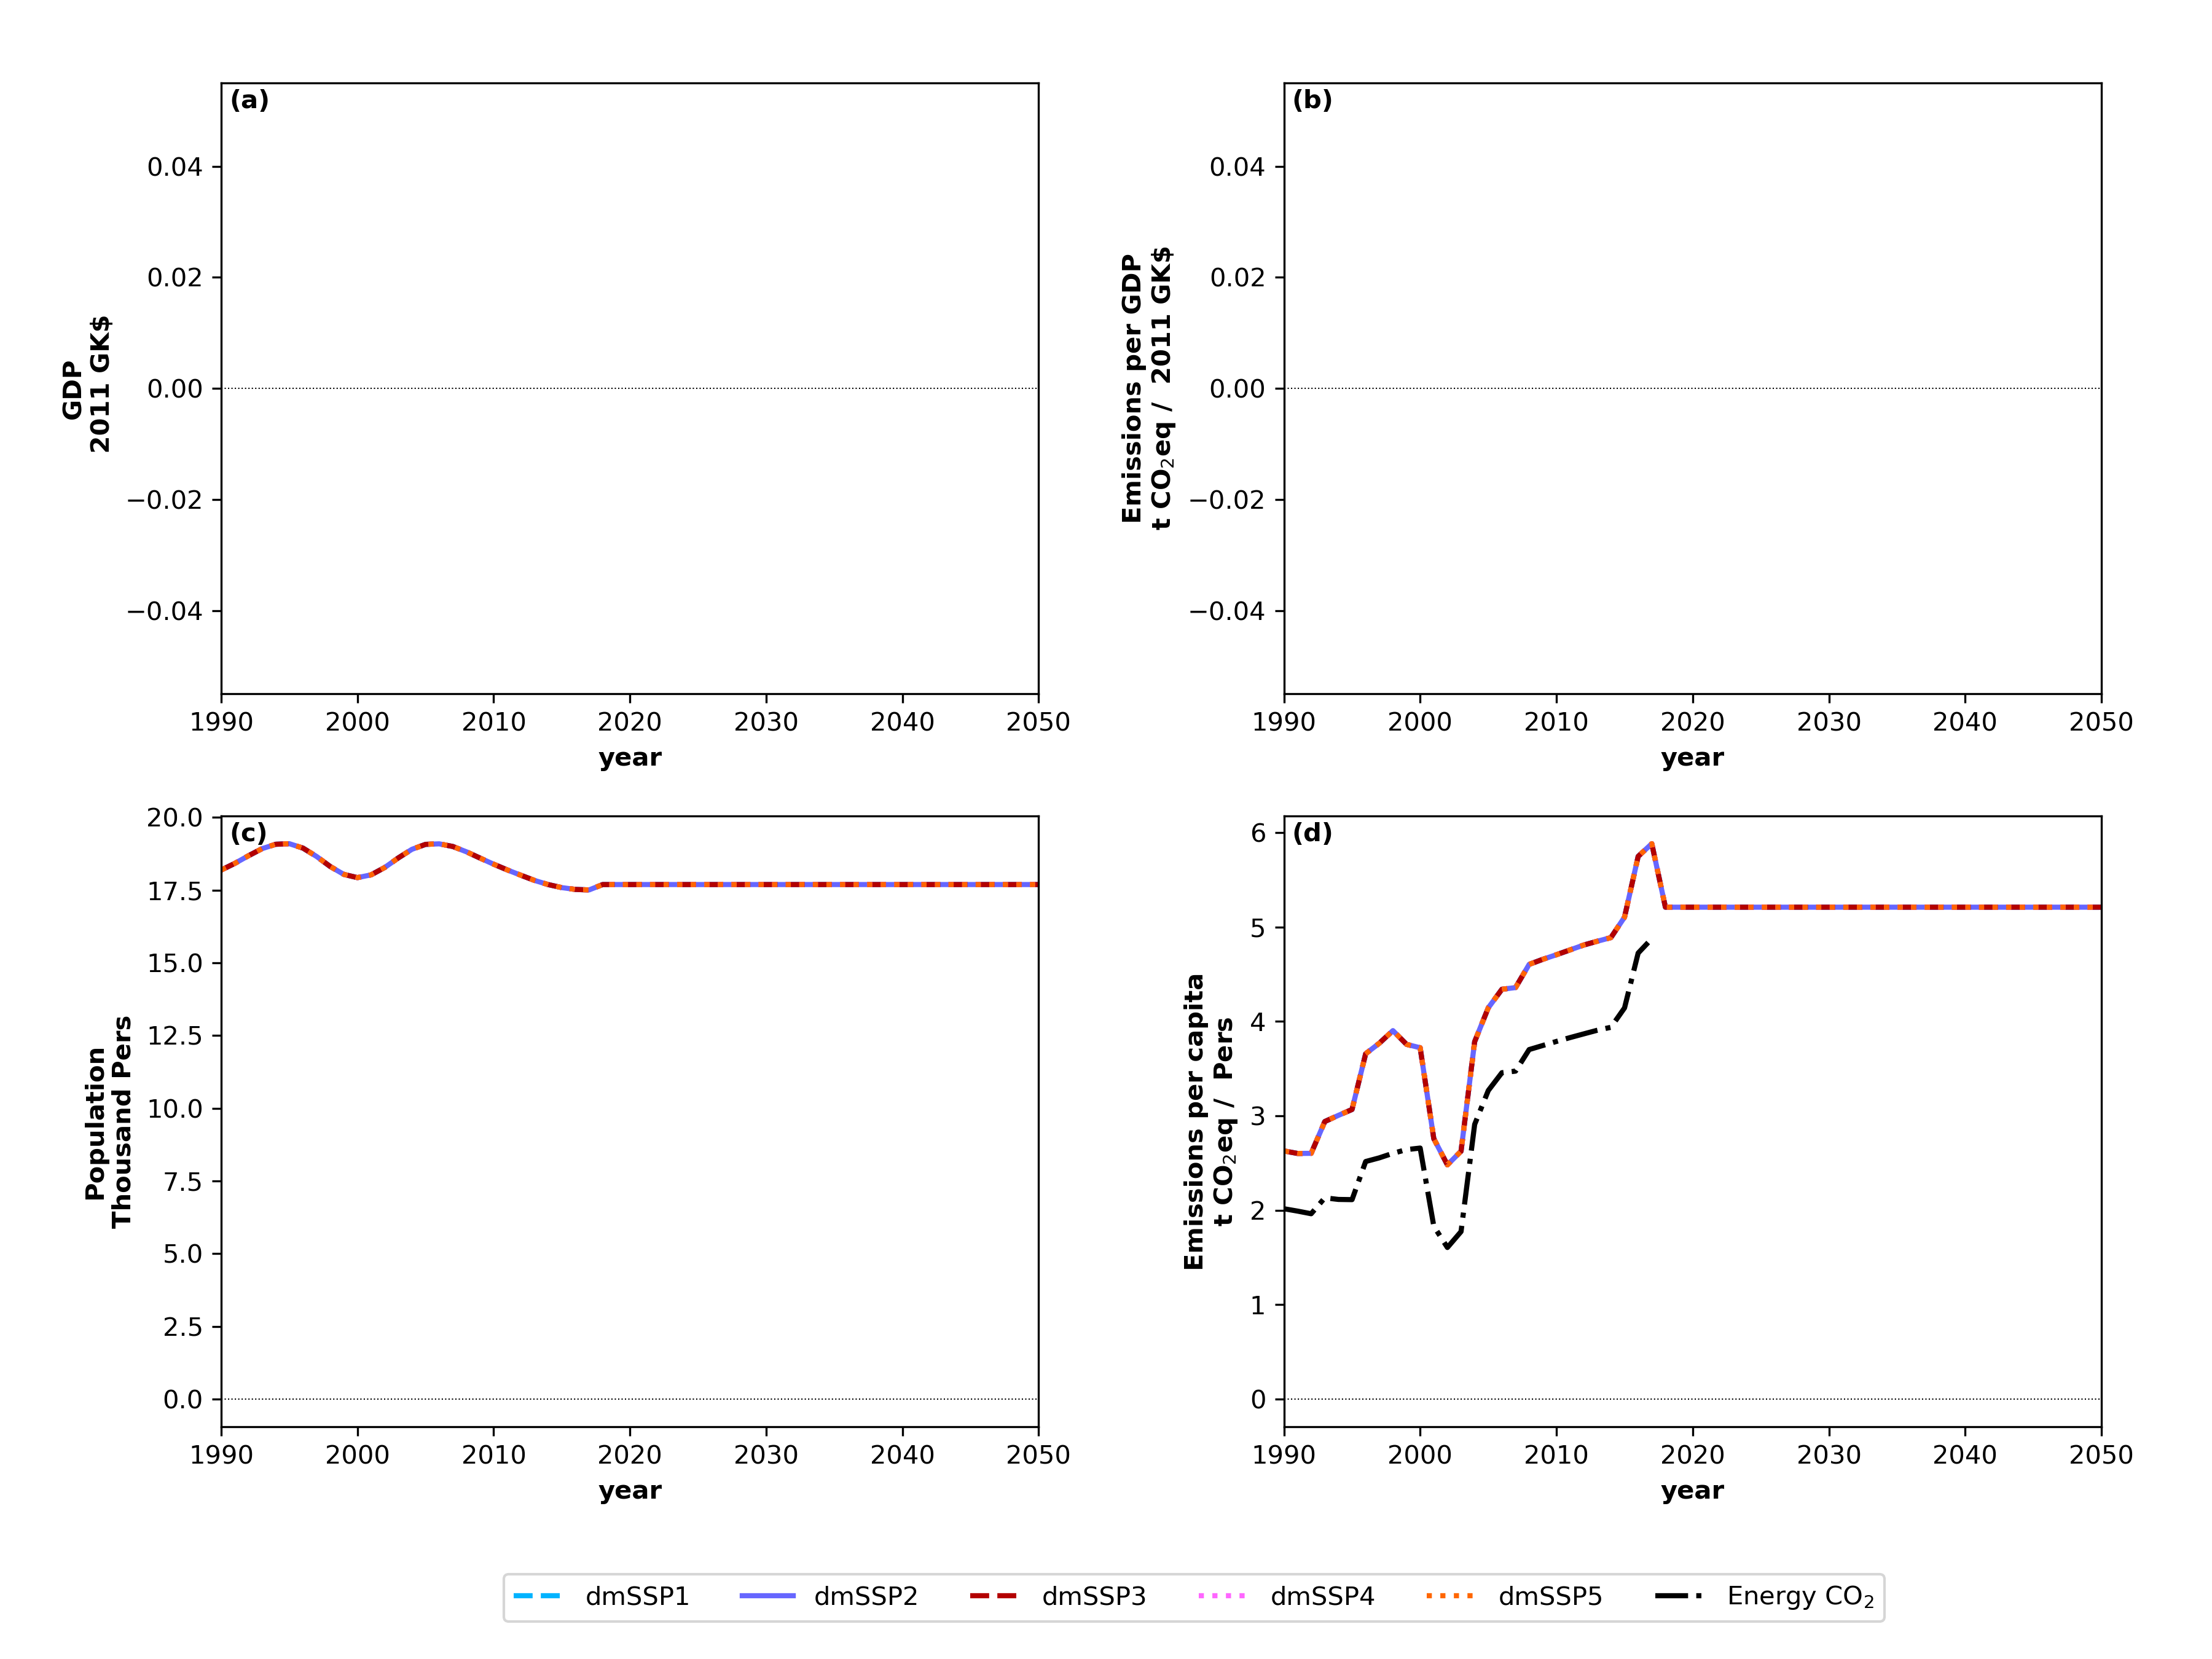 (a)
0.04
0.02
0.00
−0.02
−0.04
GDP
2011 GK$
1990 2000 2010 2020 2030 2040 2050
year
(b)
0.04
0.02
0.00
−0.02
−0.04
Emissions per GDP
t CO₂eq / 2011 GK$
1990 2000 2010 2020 2030 2040 2050
year
(c)
20.0
17.5
15.0
12.5
10.0
7.5
5.0
2.5
0.0
Population
Thousand Pers
1990 2000 2010 2020 2030 2040 2050
year
(d)
6
5
4
3
2
1
0
Emissions per capita
t CO₂eq / Pers
1990 2000 2010 2020 2030 2040 2050
year
dmSSP1 dmSSP2 dmSSP3 dmSSP4 dmSSP5 Energy CO₂